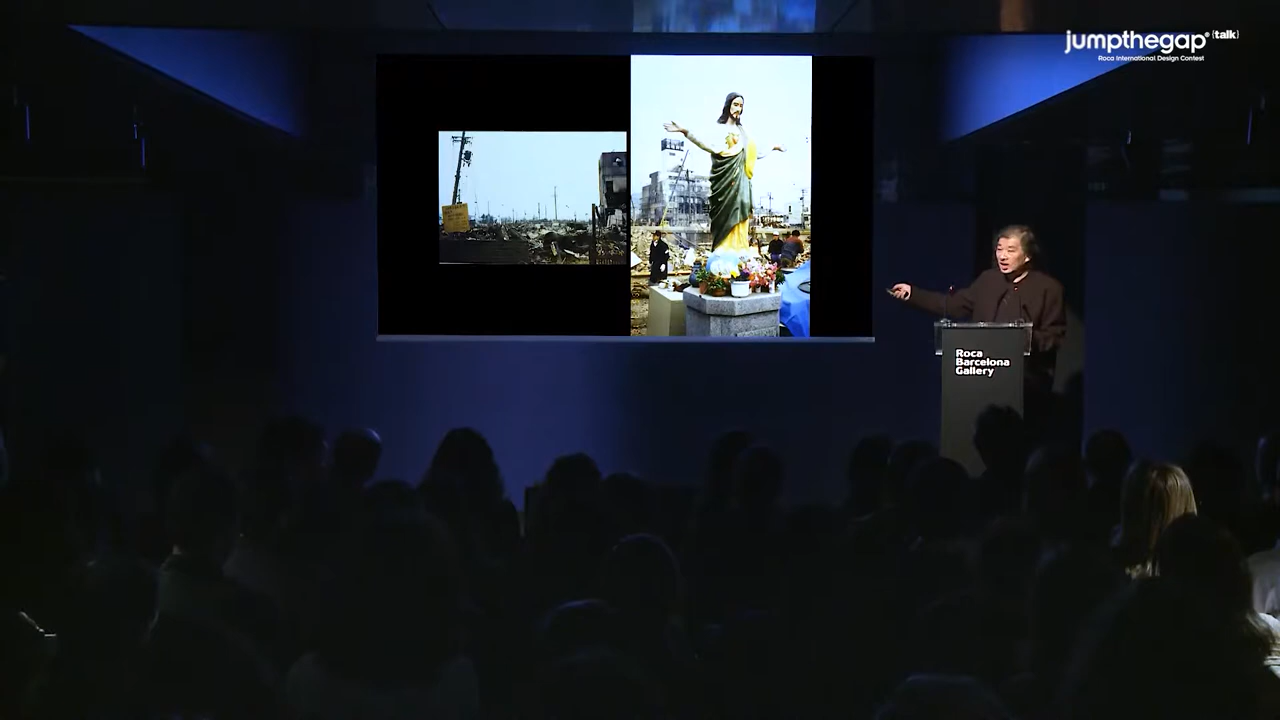 jumpthegap® {talk}
Roca International Design Contest
Roca
Barcelona
Gallery